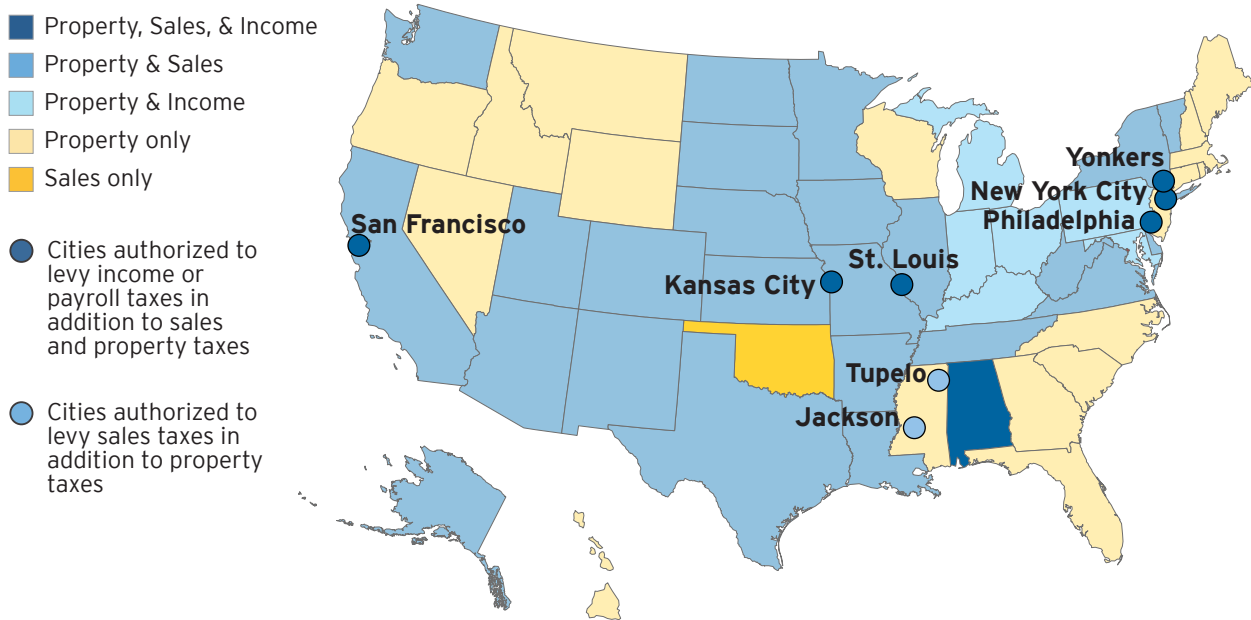 Property, Sales, & Income
Property & Sales
Property & Income
Property only
Sales only
Cities authorized to
levy income or
payroll taxes in
addition to sales
and property taxes
Cities authorized to
levy sales taxes in
addition to property
taxes
San Francisco
Kansas City
St. Louis
Tupelo
Jackson
Yonkers
New York City
Philadelphia